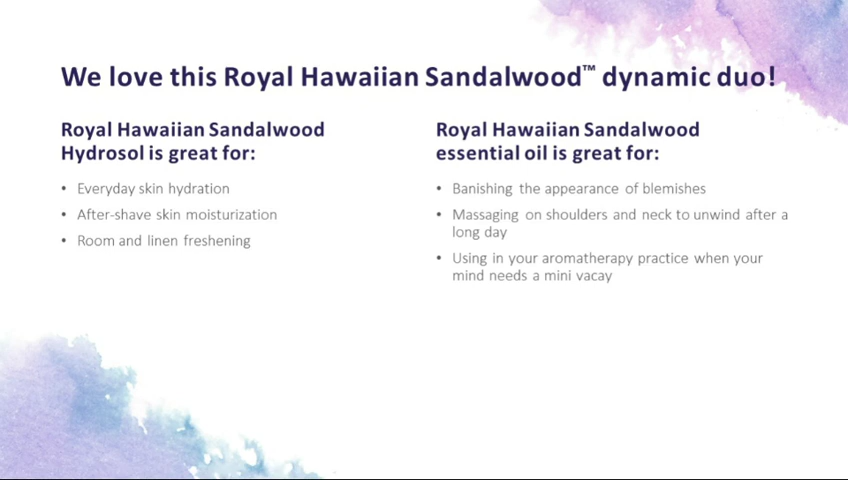 We love this Royal Hawaiian Sandalwood™ dynamic duo!
Royal Hawaiian Sandalwood
Hydrosol is great for:
• Everyday skin hydration
• After-shave skin moisturization
• Room and linen freshening
Royal Hawaiian Sandalwood
essential oil is great for:
• Banishing the appearance of blemishes
• Massaging on shoulders and neck to unwind after a
long day
• Using in your aromatherapy practice when your
mind needs a mini vacay